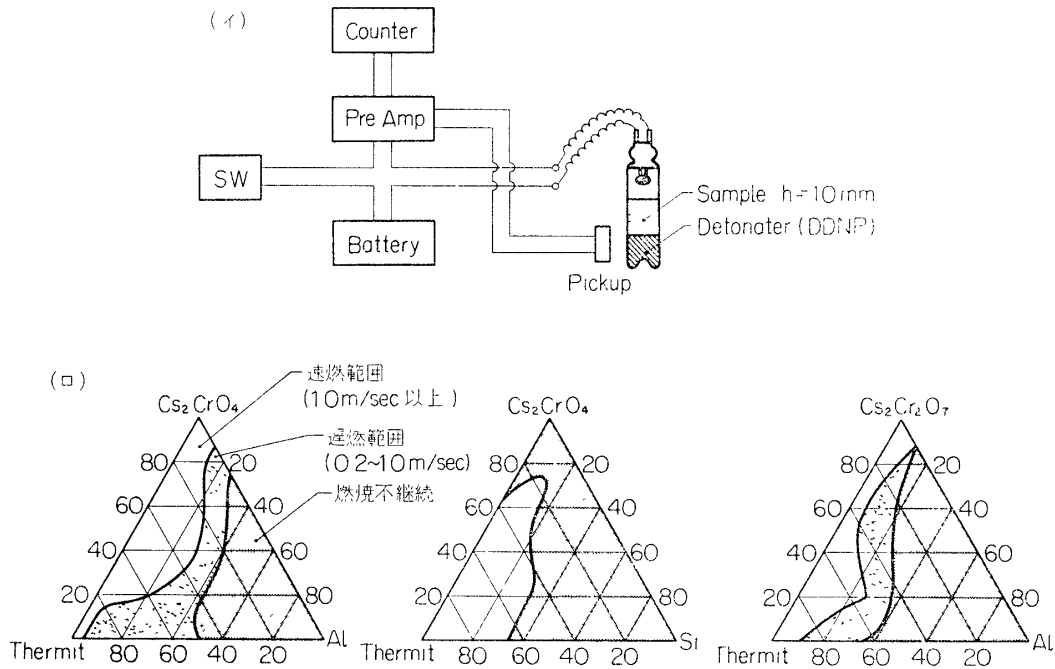 (イ)
Counter
Pre Amp
SW
Battery
Sample h=10mm
Detonater (DDNP)
Pickup
(ロ)
速燃範囲
(1.0m/sec 以上)
遅燃範囲
(0.2~1.0m/sec)
燃焼不継続
Cs₂CrO₄
80 20
60 40
40 60
20 80
Thermit 80 60 40 20 Al
Cs₂CrO₄
80 20
60 40
40 60
20 80
Thermit 80 60 40 20 Si
Cs₂Cr₂O₇
80 20
60 40
40 60
20 80
Thermit 80 60 40 20 Al